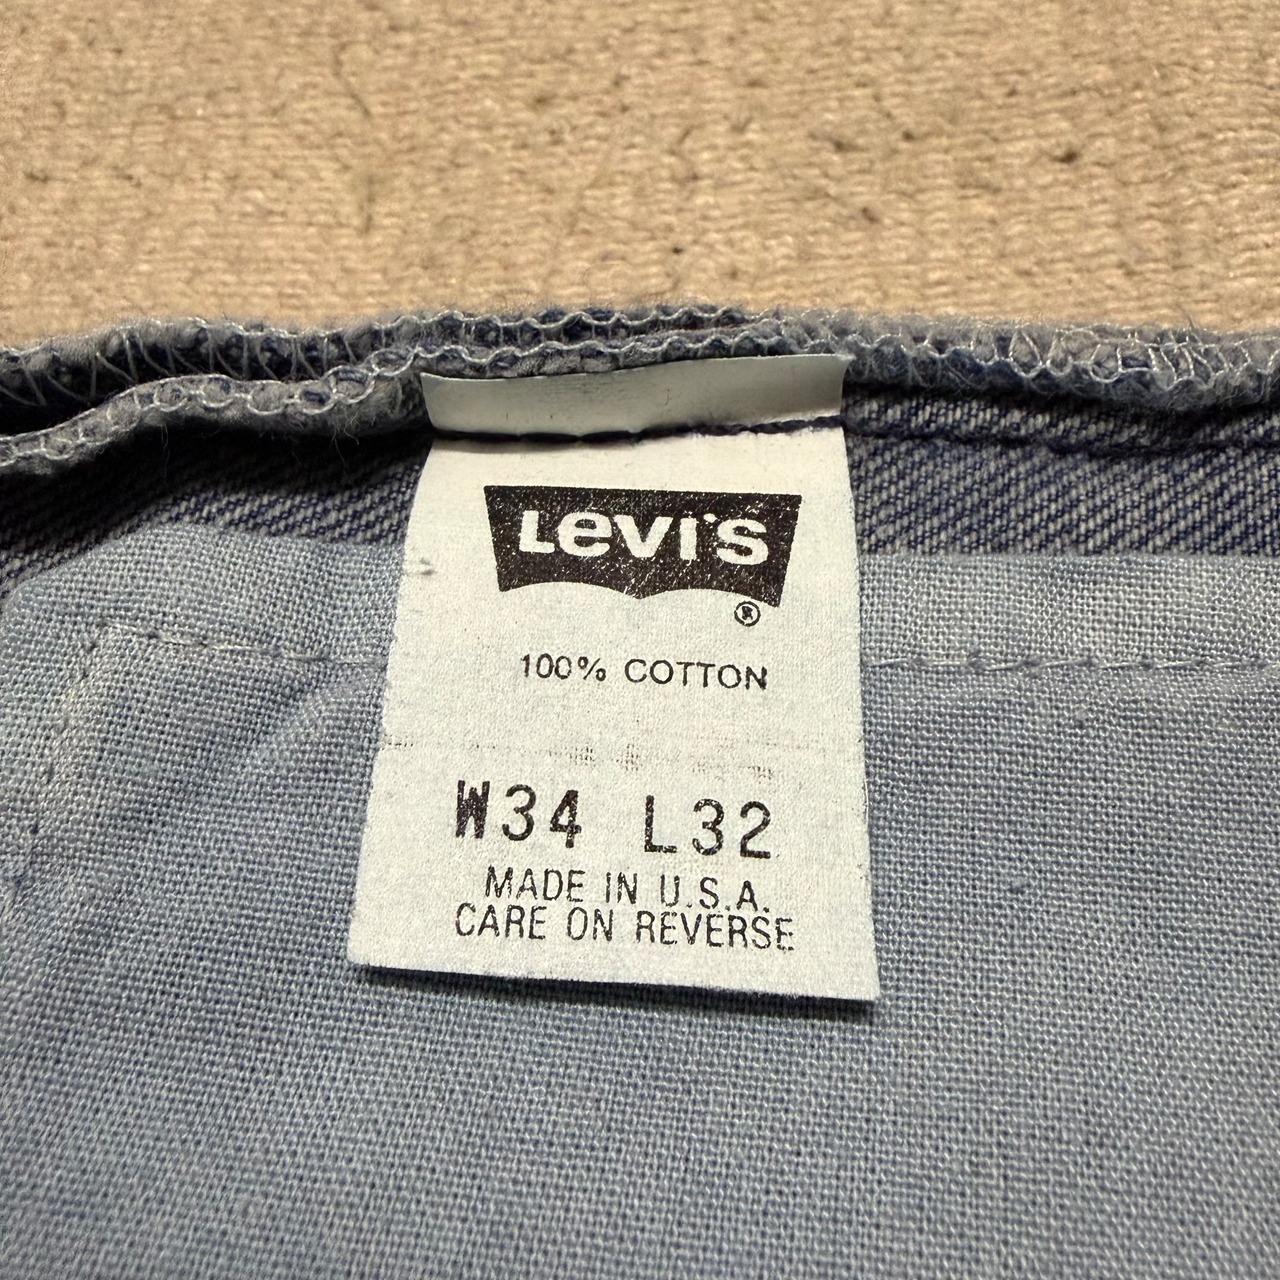 Levi's
®
100% COTTON
W34 L32
MADE IN U.S.A.
CARE ON REVERSE